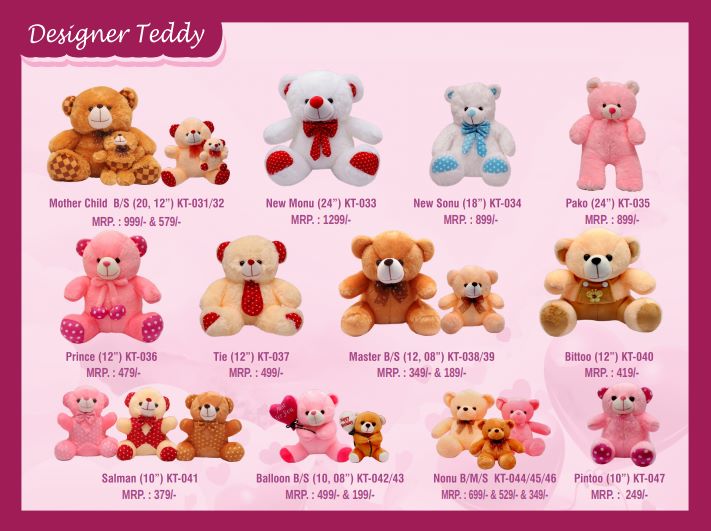 Designer Teddy
Mother Child B/S (20, 12”) KT-031/32
MRP. : 999/- & 579/-
New Monu (24”) KT-033
MRP. : 1299/-
New Sonu (18”) KT-034
MRP. : 899/-
Pako (24”) KT-035
MRP. : 899/-
Prince (12”) KT-036
MRP. : 479/-
Tie (12”) KT-037
MRP. : 499/-
Master B/S (12, 08”) KT-038/39
MRP. : 349/- & 189/-
Bittoo (12”) KT-040
MRP. : 419/-
Salman (10”) KT-041
MRP. : 379/-
Balloon B/S (10, 08”) KT-042/43
MRP. : 499/- & 199/-
Nonu B/M/S KT-044/45/46
MRP. : 699/- & 529/- & 349/-
Pintoo (10”) KT-047
MRP. : 249/-